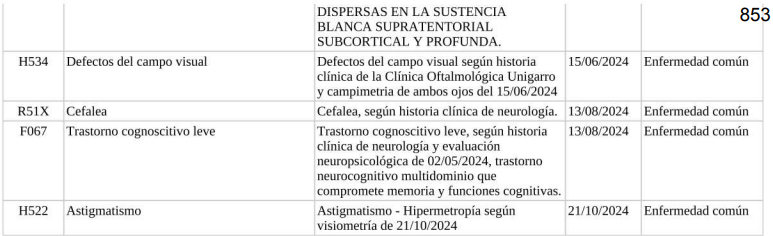 853
DISPERSAS EN LA SUSTENCIA
BLANCA SUPRATENTORIAL
SUBCORTICAL Y PROFUNDA.
H534 Defectos del campo visual Defectos del campo visual según historia 15/06/2024 Enfermedad común
clínica de la Clínica Oftalmológica Unigarro
y campimetria de ambos ojos del 15/06/2024
R51X Cefalea Cefalea, según historia clínica de neurología. 13/08/2024 Enfermedad común
F067 Trastorno cognoscitivo leve Trastorno cognoscitivo leve, según historia 13/08/2024 Enfermedad común
clínica de neurología y evaluación
neuropsicológica de 02/05/2024, trastorno
neurocognitivo multidominio que
compromete memoria y funciones cognitivas.
H522 Astigmatismo Astigmatismo - Hipermetropía según 21/10/2024 Enfermedad común
visiometría de 21/10/2024